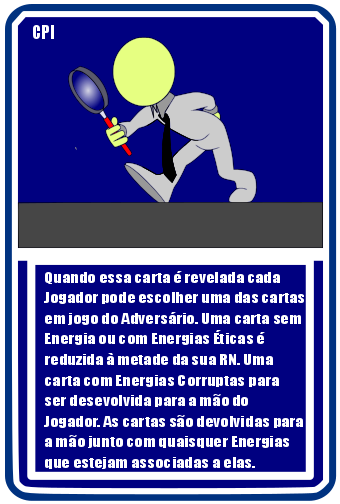 CPI
Quando essa carta é revelada cada
Jogador pode escolher uma das cartas
em jogo do Adversário. Uma carta sem
Energia ou com Energias Éticas é
reduzida à metade da sua RN. Uma
carta com Energias Corruptas para
ser desevolvida para a mão do
Jogador. As cartas são devolvidas para
a mão junto com quaisquer Energias
que estejam associadas a elas.